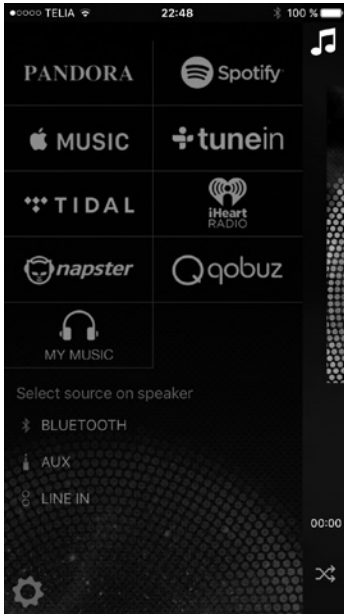 TELIA 22:48 100 %
PANDORA
Spotify
MUSIC
tunein
TIDAL
iHeart
RADIO
napster
qobuz
MY MUSIC
Select source on speaker
BLUETOOTH
AUX
LINE IN
00:00